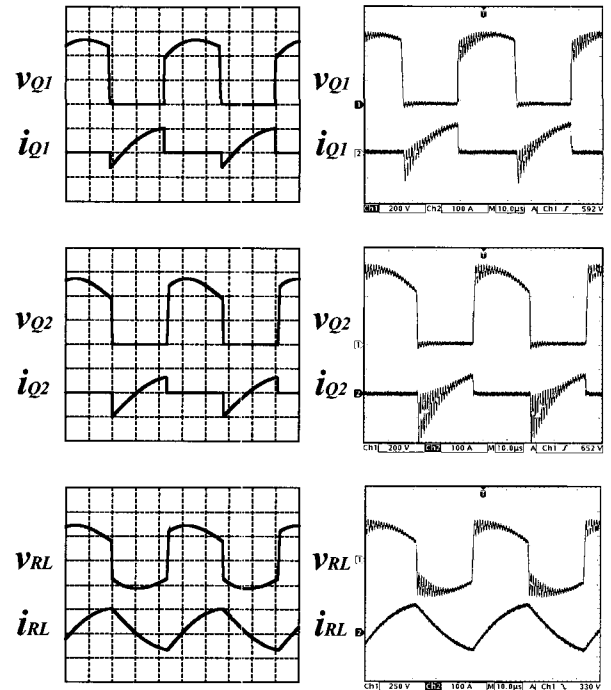 vQ1
iQ1
vQ1
iQ1
Ch1 200 V Ch2 100 A M 10.0µs A Ch1 592 V
vQ2
iQ2
vQ2
iQ2
Ch1 200 V Ch2 100 A M 10.0µs A Ch1 652 V
vRL
iRL
vRL
iRL
Ch1 250 V Ch2 100 A M 10.0µs A Ch1 330 V